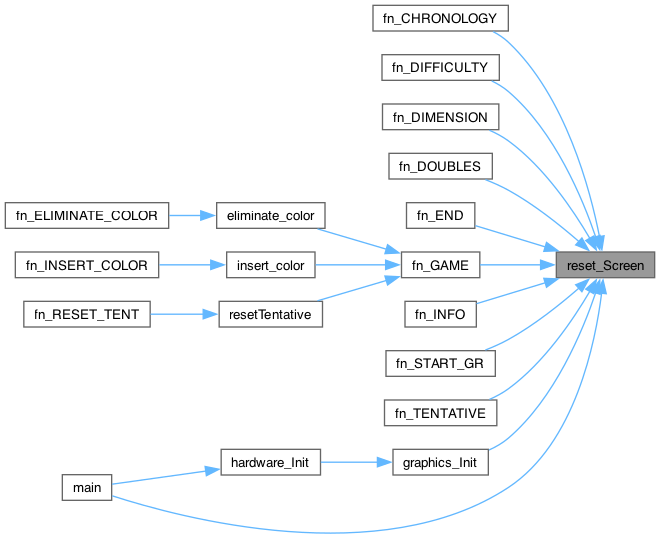 fn_CHRONOLOGY
fn_DIFFICULTY
fn_DIMENSION
fn_DOUBLES
fn_ELIMINATE_COLOR
eliminate_color
fn_END
fn_INSERT_COLOR
insert_color
fn_GAME
reset_Screen
fn_RESET_TENT
resetTentative
fn_INFO
fn_START_GR
fn_TENTATIVE
main
hardware_Init
graphics_Init